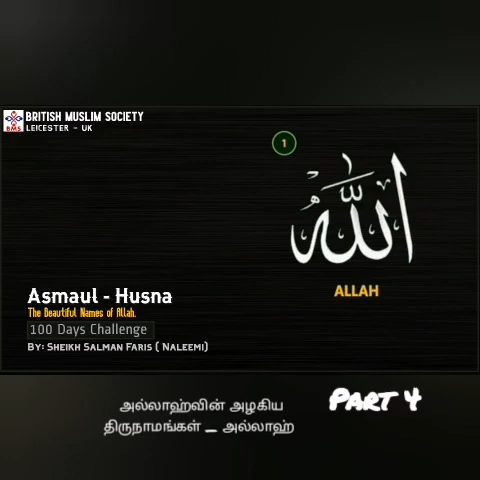 BRITISH MUSLIM SOCIETY
BMS
LEICESTER - UK
1
الله
ALLAH
Asmaul - Husna
The Beautiful Names of Allah.
100 Days Challenge
By: Sheikh Salman Faris ( Naleemi)
அல்லாஹ்வின் அழகிய
திருநாமங்கள் – அல்லாஹ்
PART 4